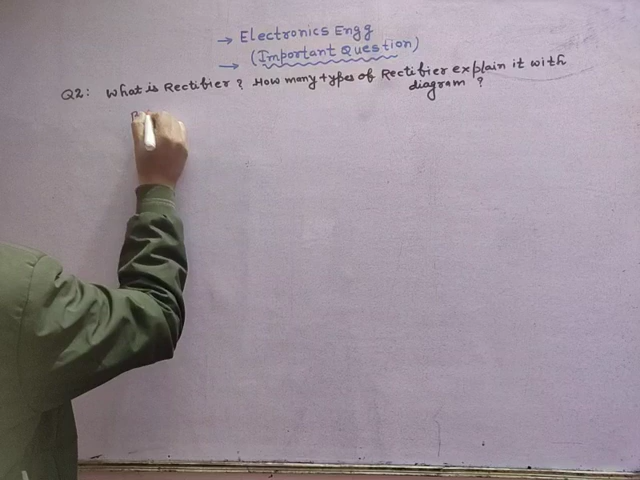 → Electronics Engg
→ (Important Question)
Q2: What is Rectifier? How many types of Rectifier explain it with
diagram ?